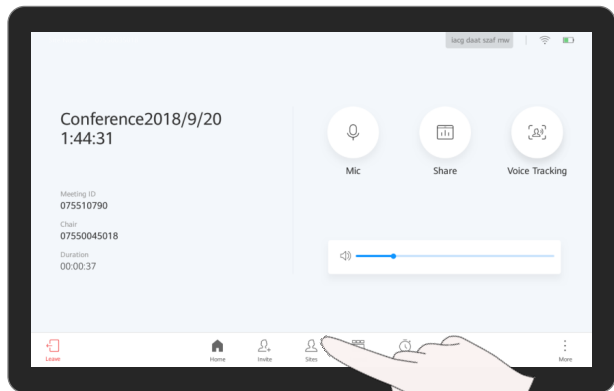 iacg daat szaf mw
Conference2018/9/20
1:44:31
Mic
Share
Voice Tracking
Meeting ID
075510790
Chair
07550045018
Duration
00:00:37
Leave
Home
Invite
Sites
More